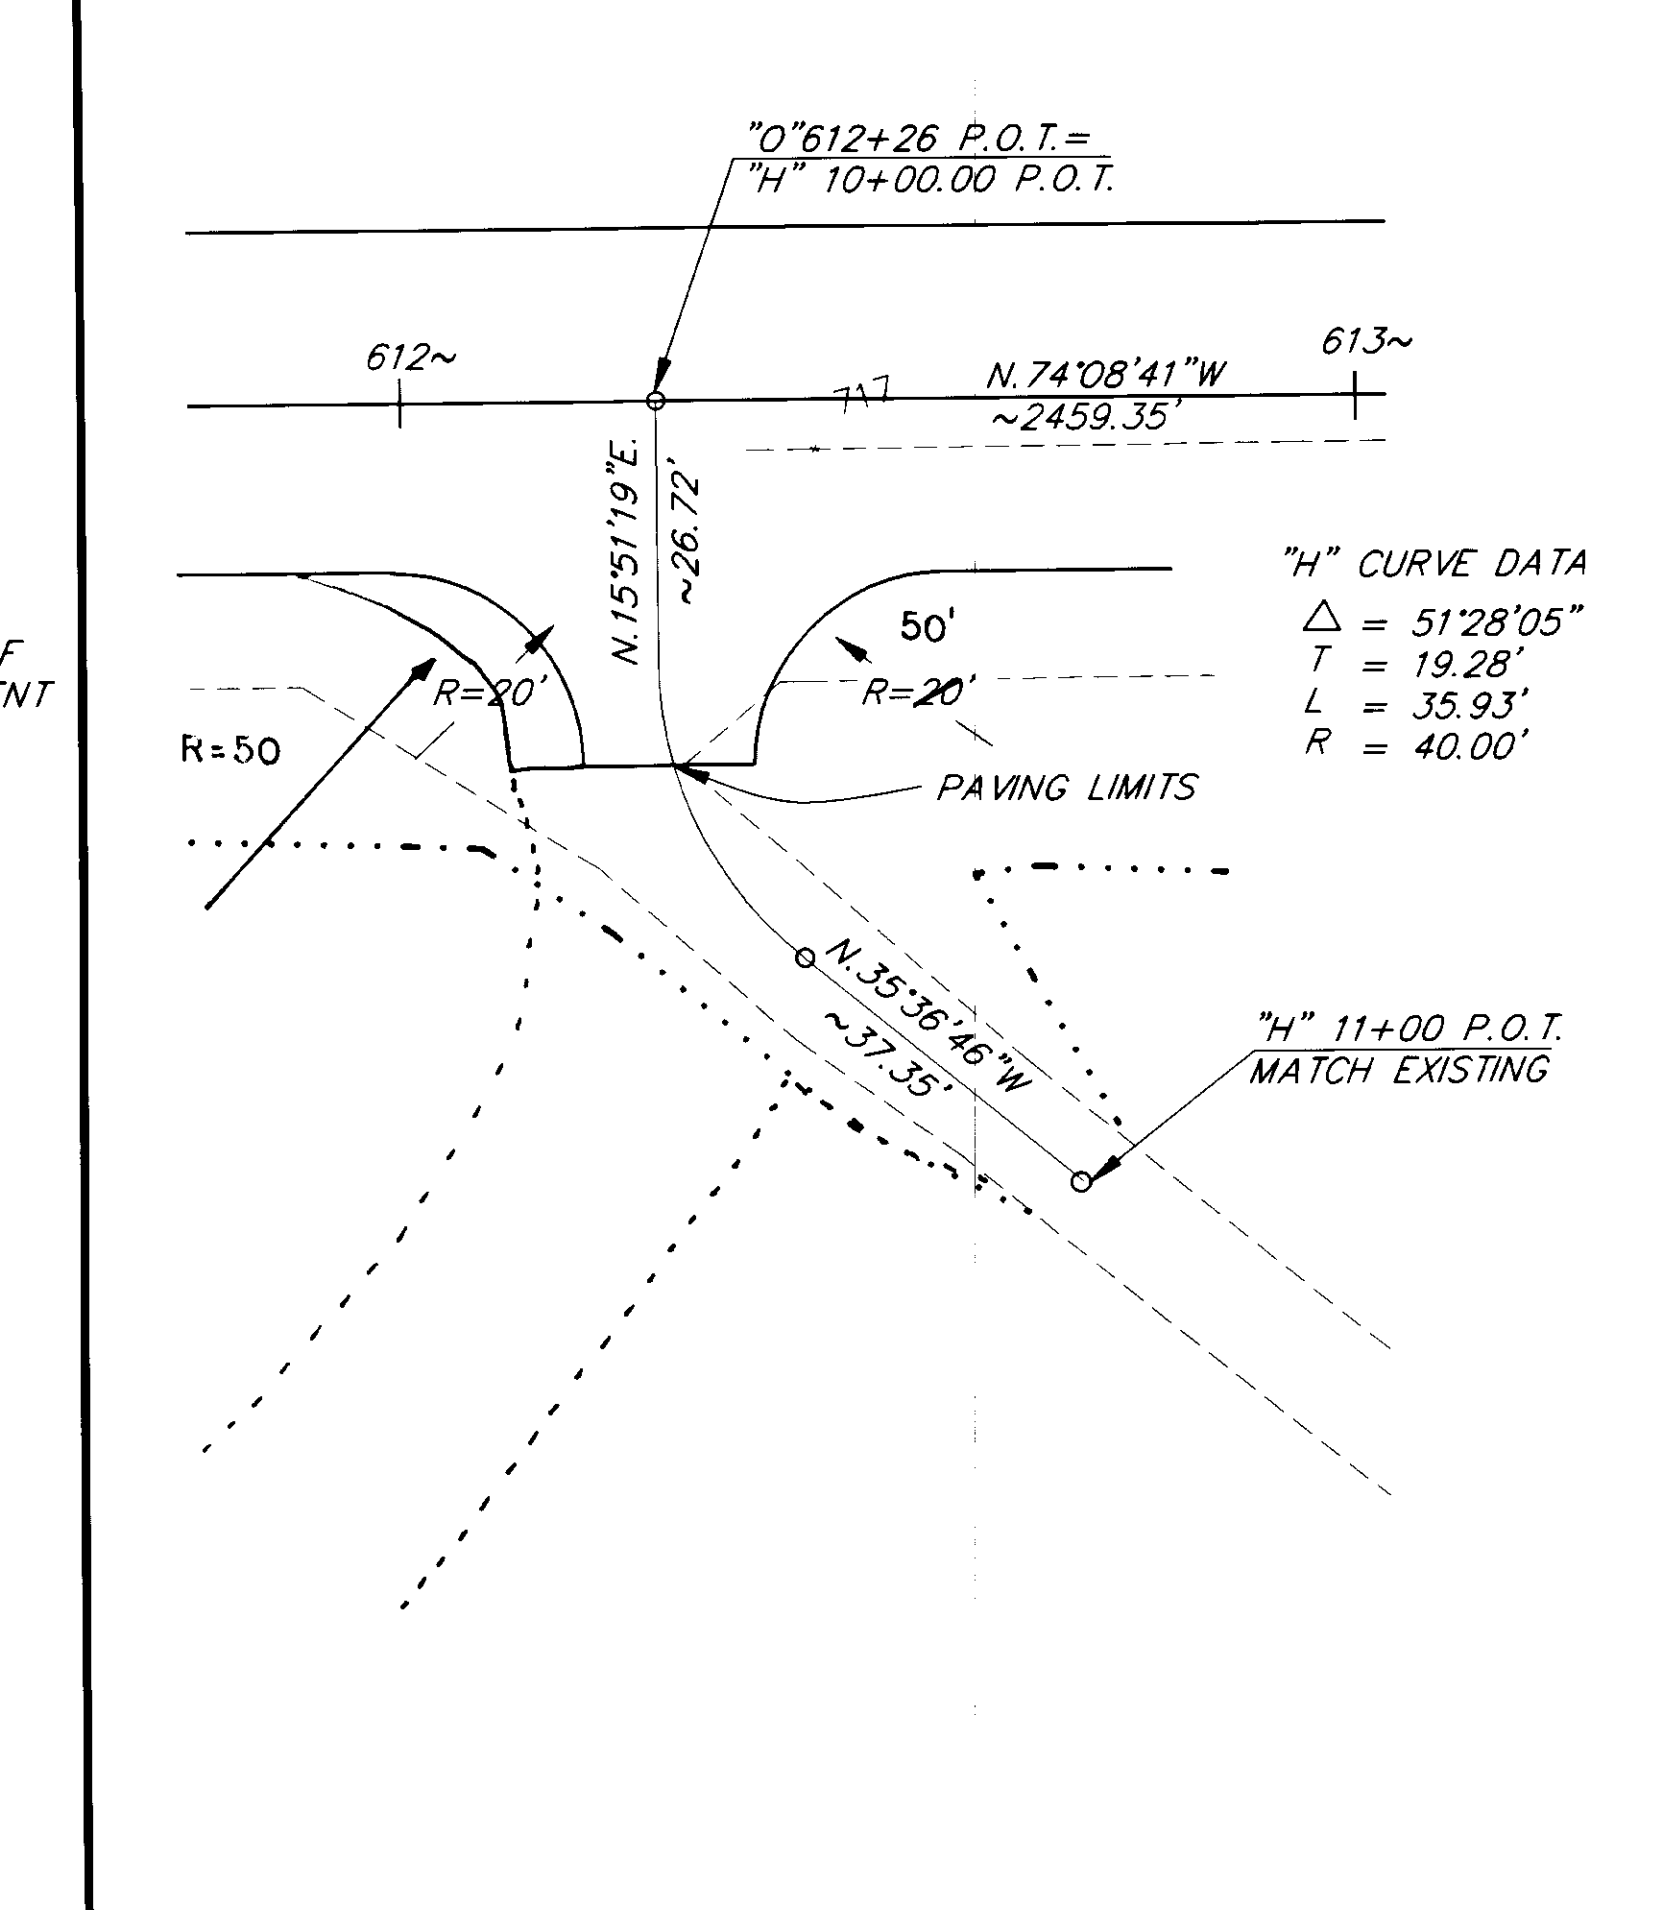 "O"612+26 P.O.T.=
"H" 10+00.00 P.O.T.
612~
613~
N.74°08'41"W
~2459.35'
717
N.15°51'19"E.
~26.72'
"H" CURVE DATA
△ = 51°28'05"
T = 19.28'
L = 35.93'
R = 40.00'
50'
R=20'
R=20'
R=50
F
NT
PAVING LIMITS
N.35°36'46"W
~37.35'
"H" 11+00 P.O.T.
MATCH EXISTING